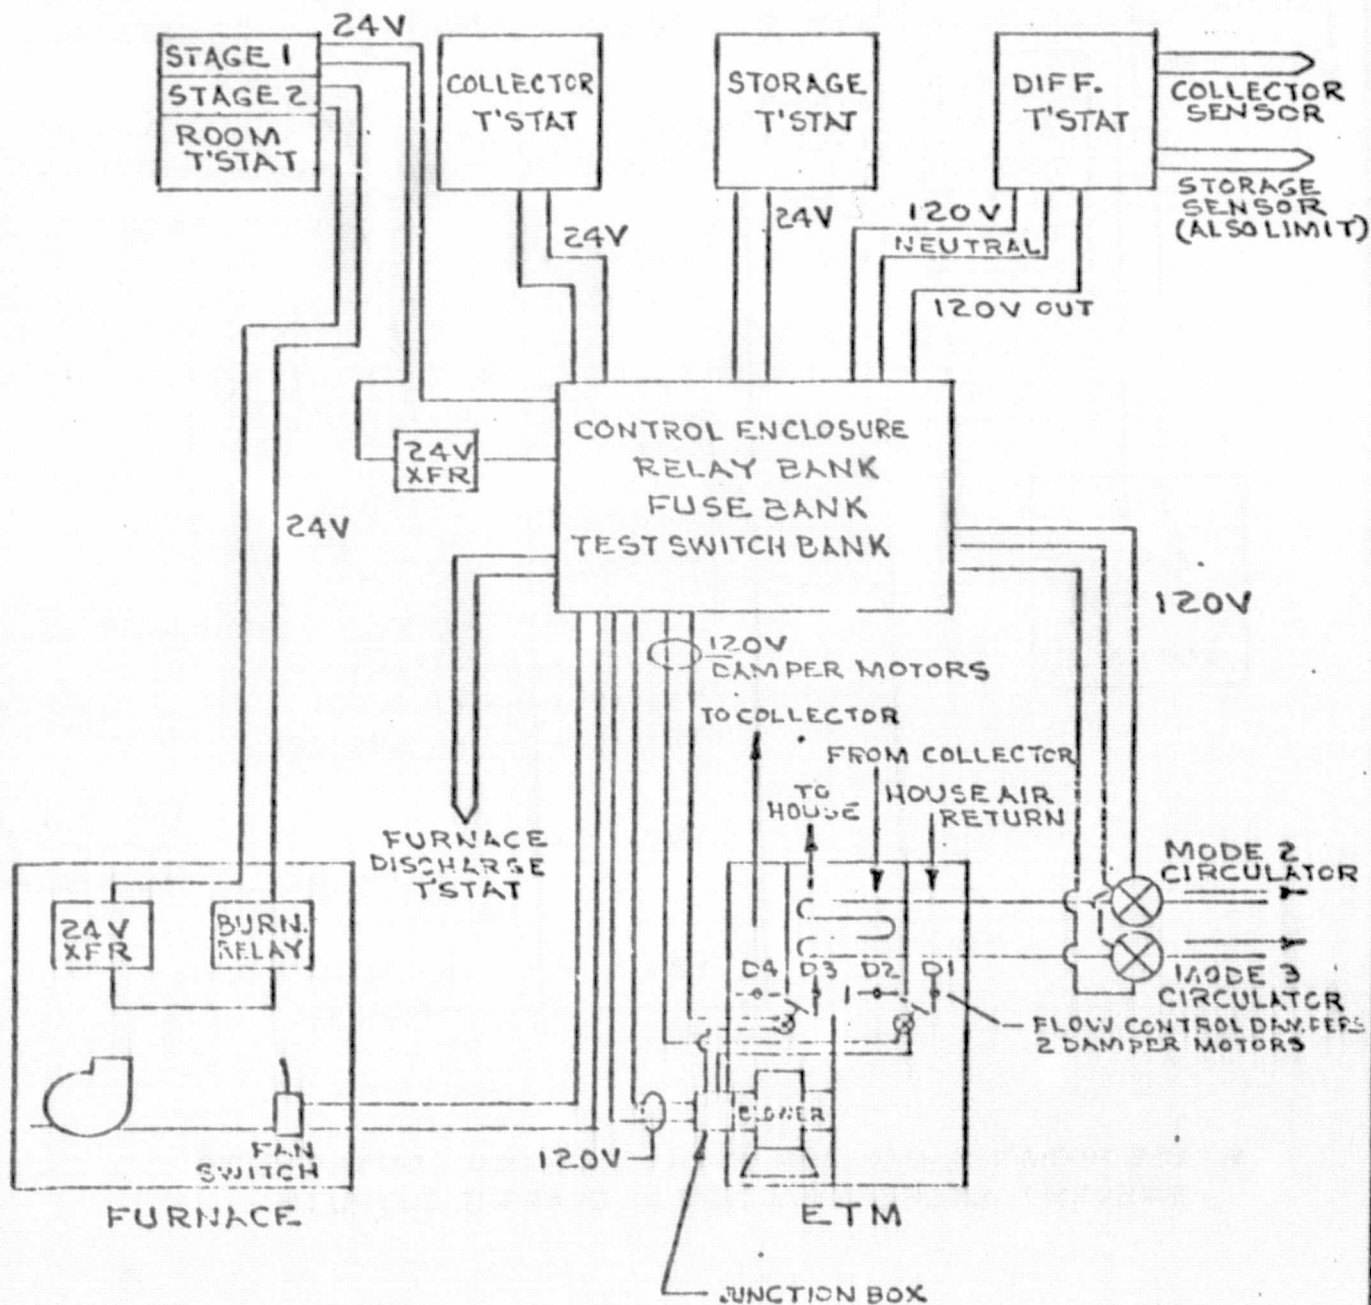 24V
STAGE 1
STAGE 2
ROOM
T'STAT
COLLECTOR
T'STAT
STORAGE
T'STAT
DIFF.
T'STAT
COLLECTOR
SENSOR
STORAGE
SENSOR
(ALSO LIMIT)
24V
24V
120V
NEUTRAL
120V OUT
24V
XFR
CONTROL ENCLOSURE
RELAY BANK
FUSE BANK
TEST SWITCH BANK
24V
120V
120V
DAMPER MOTORS
TO COLLECTOR
FROM COLLECTOR
TO
HOUSE
HOUSE AIR
RETURN
FURNACE
DISCHARGE
T'STAT
MODE 2
CIRCULATOR
24V
XFR
BURN.
RELAY
D4 D3 D2 D1
MODE 3
CIRCULATOR
FLOW CONTROL DAMPERS
2 DAMPER MOTORS
BLOWER
FAN
SWITCH
120V
FURNACE
ETM
JUNCTION BOX